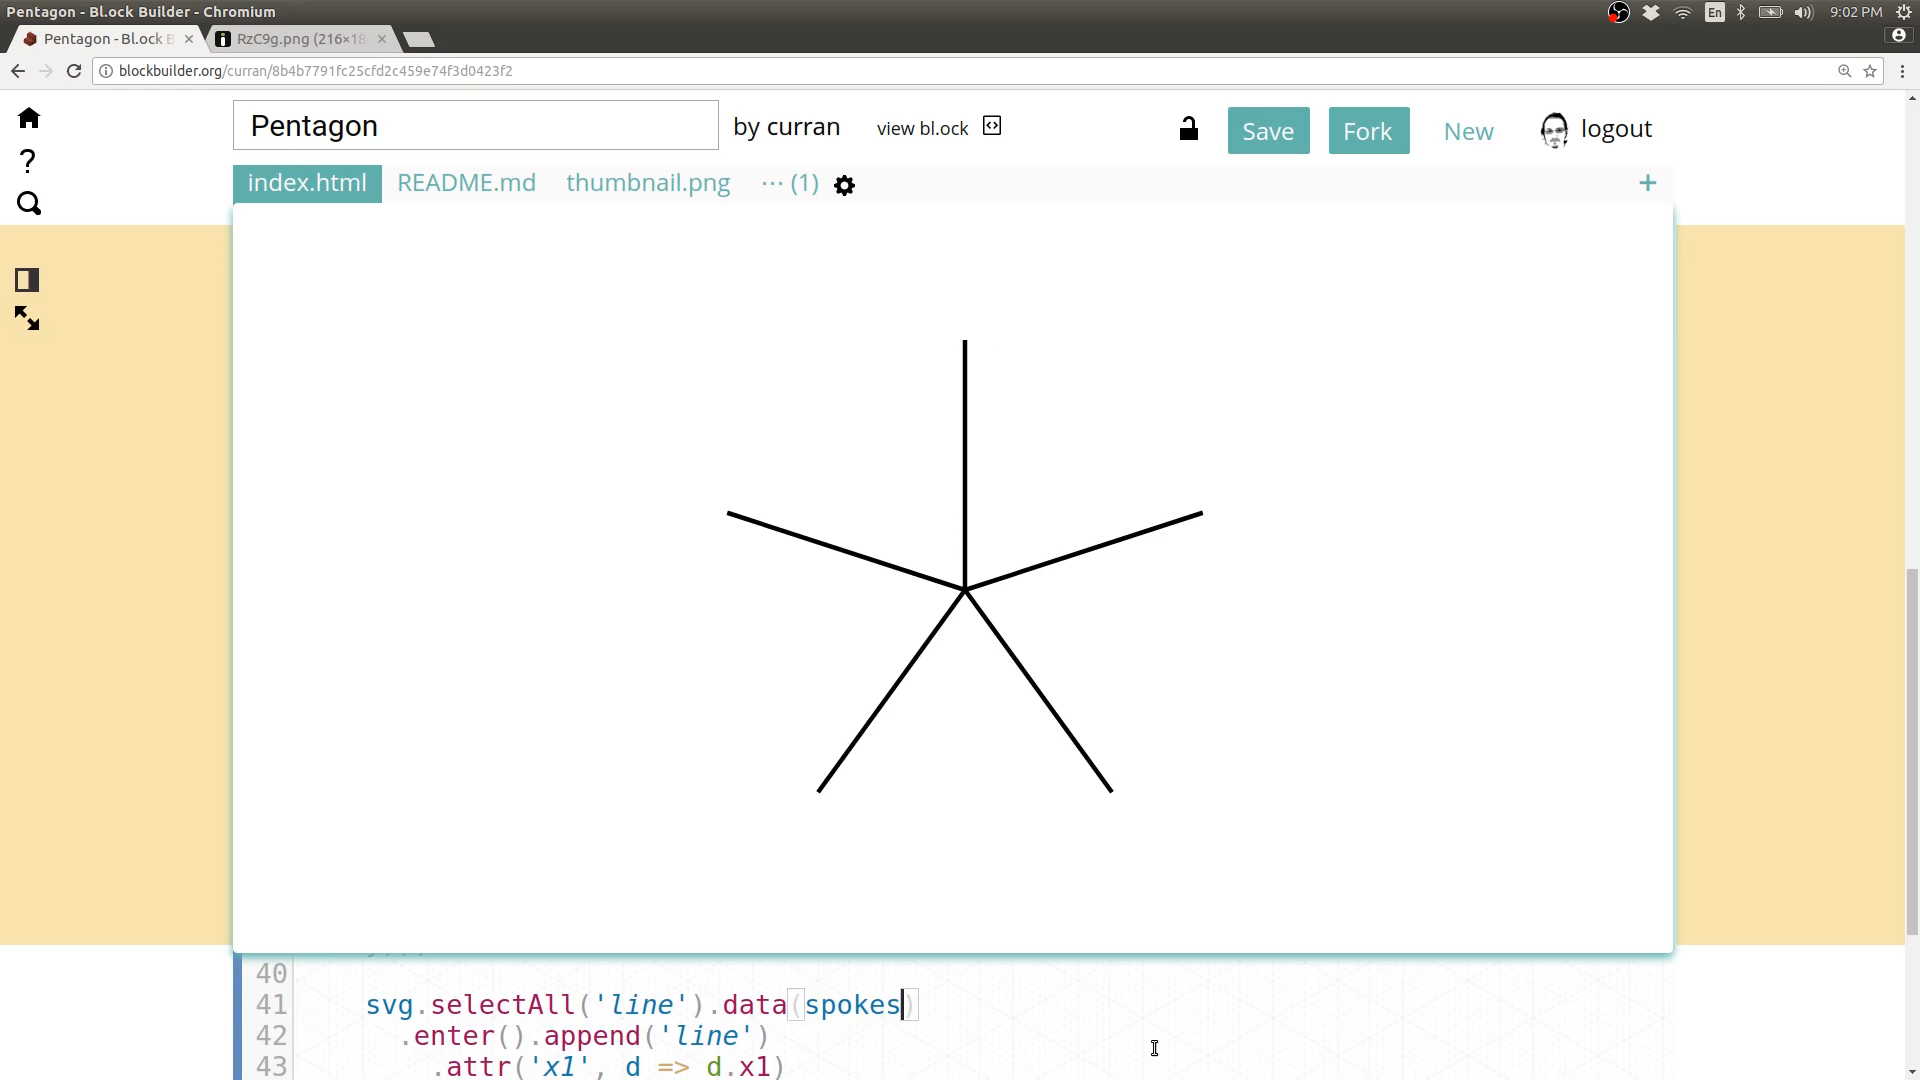 Pentagon - Bl.ock Builder - Chromium
En
9:02 PM
Pentagon - Bl.ock B
RzC9g.png (216×18
blockbuilder.org/curran/8b4b7791fc25cfd2c459e74f3d0423f2
Pentagon
by curran
view bl.ock
Save
Fork
New
logout
index.html
README.md
thumbnail.png
··· (1)
+
?
40
41 svg.selectAll('line').data(spokes)
42 .enter().append('line')
43 .attr('x1', d => d.x1)